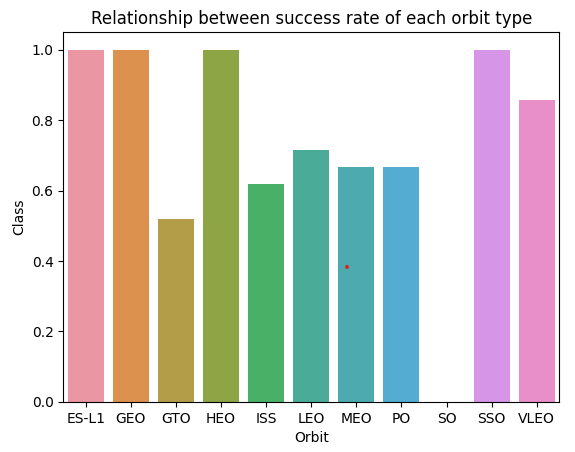 Relationship between success rate of each orbit type
1.0
0.8
0.6
0.4
0.2
0.0
Class
ES-L1 GEO GTO HEO ISS LEO MEO PO SO SSO VLEO
Orbit